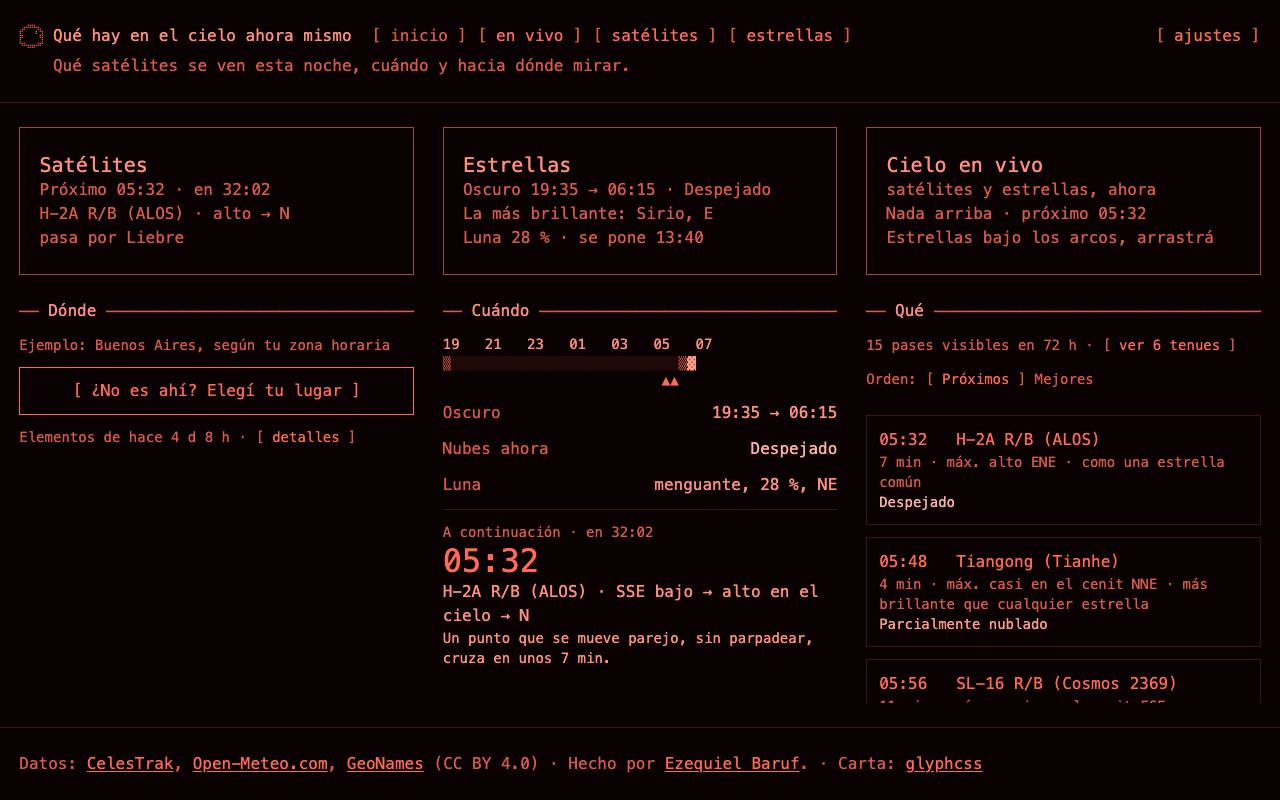 Qué hay en el cielo ahora mismo [ inicio ] [ en vivo ] [ satélites ] [ estrellas ] [ ajustes ]
Qué satélites se ven esta noche, cuándo y hacia dónde mirar.
Satélites
Próximo 05:32 · en 32:02
H-2A R/B (ALOS) · alto → N
pasa por Liebre
Estrellas
Oscuro 19:35 → 06:15 · Despejado
La más brillante: Sirio, E
Luna 28 % · se pone 13:40
Cielo en vivo
satélites y estrellas, ahora
Nada arriba · próximo 05:32
Estrellas bajo los arcos, arrastrá
Dónde
Ejemplo: Buenos Aires, según tu zona horaria
[ ¿No es ahí? Elegí tu lugar ]
Elementos de hace 4 d 8 h · [ detalles ]
Cuándo
19 21 23 01 03 05 07
Oscuro 19:35 → 06:15
Nubes ahora Despejado
Luna menguante, 28 %, NE
A continuación · en 32:02
05:32
H-2A R/B (ALOS) · SSE bajo → alto en el
cielo → N
Un punto que se mueve parejo, sin parpadear,
cruza en unos 7 min.
Qué
15 pases visibles en 72 h · [ ver 6 tenues ]
Orden: [ Próximos ] Mejores
05:32 H-2A R/B (ALOS)
7 min · máx. alto ENE · como una estrella
común
Despejado
05:48 Tiangong (Tianhe)
4 min · máx. casi en el cenit NNE · más
brillante que cualquier estrella
Parcialmente nublado
05:56 SL-16 R/B (Cosmos 2369)
Datos: CelesTrak, Open-Meteo.com, GeoNames (CC BY 4.0) · Hecho por Ezequiel Baruf. · Carta: glyphcss